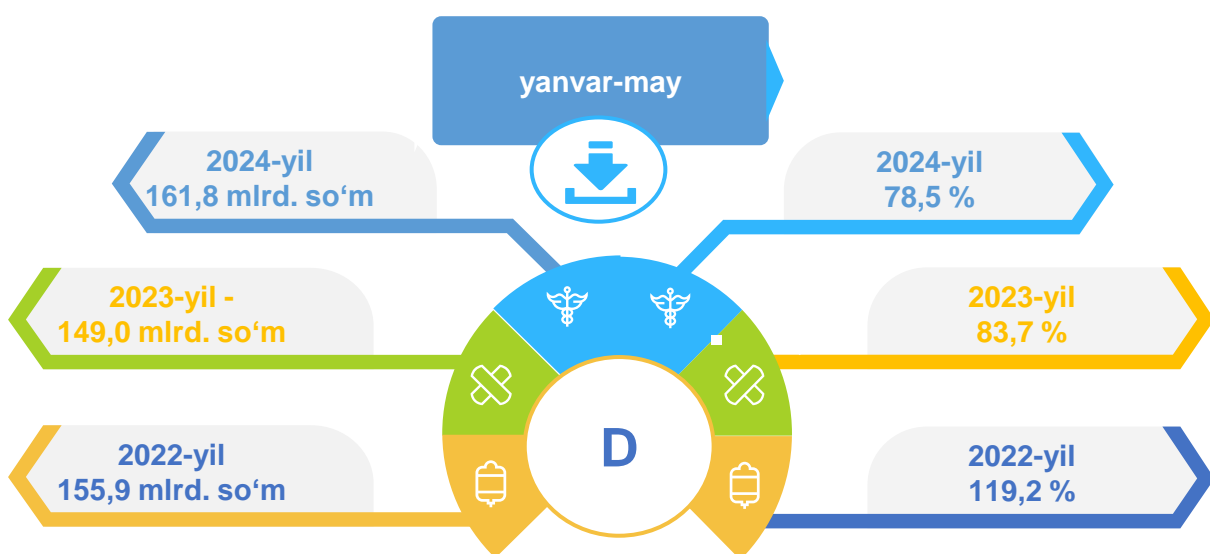 yanvar-may
2024-yil
161,8 mlrd. so‘m
2024-yil
78,5 %
2023-yil -
149,0 mlrd. so‘m
2023-yil
83,7 %
D
2022-yil
155,9 mlrd. so‘m
2022-yil
119,2 %